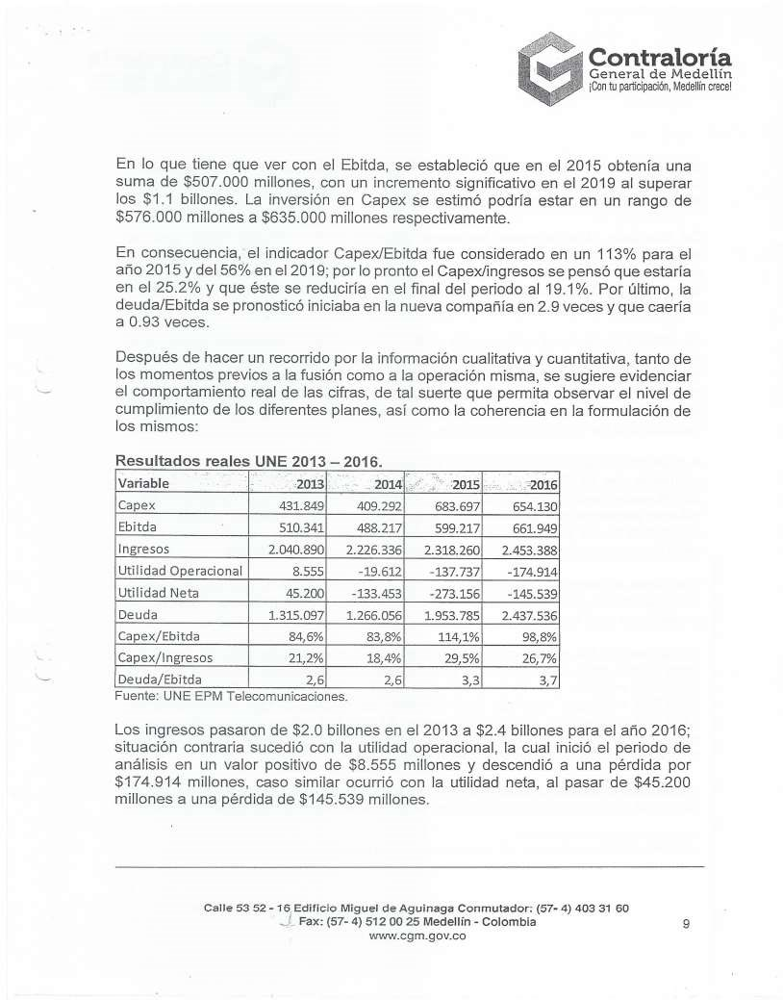 Contraloría
General de Medellín
¡Con tu participación, Medellín crece!
En lo que tiene que ver con el Ebitda, se estableció que en el 2015 obtenía una
suma de $507.000 millones, con un incremento significativo en el 2019 al superar
los $1.1 billones. La inversión en Capex se estimó podría estar en un rango de
$576.000 millones a $635.000 millones respectivamente.
En consecuencia, el indicador Capex/Ebitda fue considerado en un 113% para el
año 2015 y del 56% en el 2019; por lo pronto el Capex/ingresos se pensó que estaría
en el 25.2% y que éste se reduciría en el final del periodo al 19.1%. Por último, la
deuda/Ebitda se pronosticó iniciaba en la nueva compañía en 2.9 veces y que caería
a 0.93 veces.
Después de hacer un recorrido por la información cualitativa y cuantitativa, tanto de
los momentos previos a la fusión como a la operación misma, se sugiere evidenciar
el comportamiento real de las cifras, de tal suerte que permita observar el nivel de
cumplimiento de los diferentes planes, así como la coherencia en la formulación de
los mismos:
Resultados reales UNE 2013 – 2016.
Variable 2013 2014 2015 2016
Capex 431.849 409.292 683.697 654.130
Ebitda 510.341 488.217 599.217 661.949
Ingresos 2.040.890 2.226.336 2.318.260 2.453.388
Utilidad Operacional 8.555 -19.612 -137.737 -174.914
Utilidad Neta 45.200 -133.453 -273.156 -145.539
Deuda 1.315.097 1.266.056 1.953.785 2.437.536
Capex/Ebitda 84,6% 83,8% 114,1% 98,8%
Capex/Ingresos 21,2% 18,4% 29,5% 26,7%
Deuda/Ebitda 2,6 2,6 3,3 3,7
Fuente: UNE EPM Telecomunicaciones.
Los ingresos pasaron de $2.0 billones en el 2013 a $2.4 billones para el año 2016;
situación contraria sucedió con la utilidad operacional, la cual inició el periodo de
análisis en un valor positivo de $8.555 millones y descendió a una pérdida por
$174.914 millones, caso similar ocurrió con la utilidad neta, al pasar de $45.200
millones a una pérdida de $145.539 millones.
Calle 53 52 - 16 Edificio Miguel de Aguinaga Conmutador: (57- 4) 403 31 60
Fax: (57- 4) 512 00 25 Medellín - Colombia
www.cgm.gov.co
9